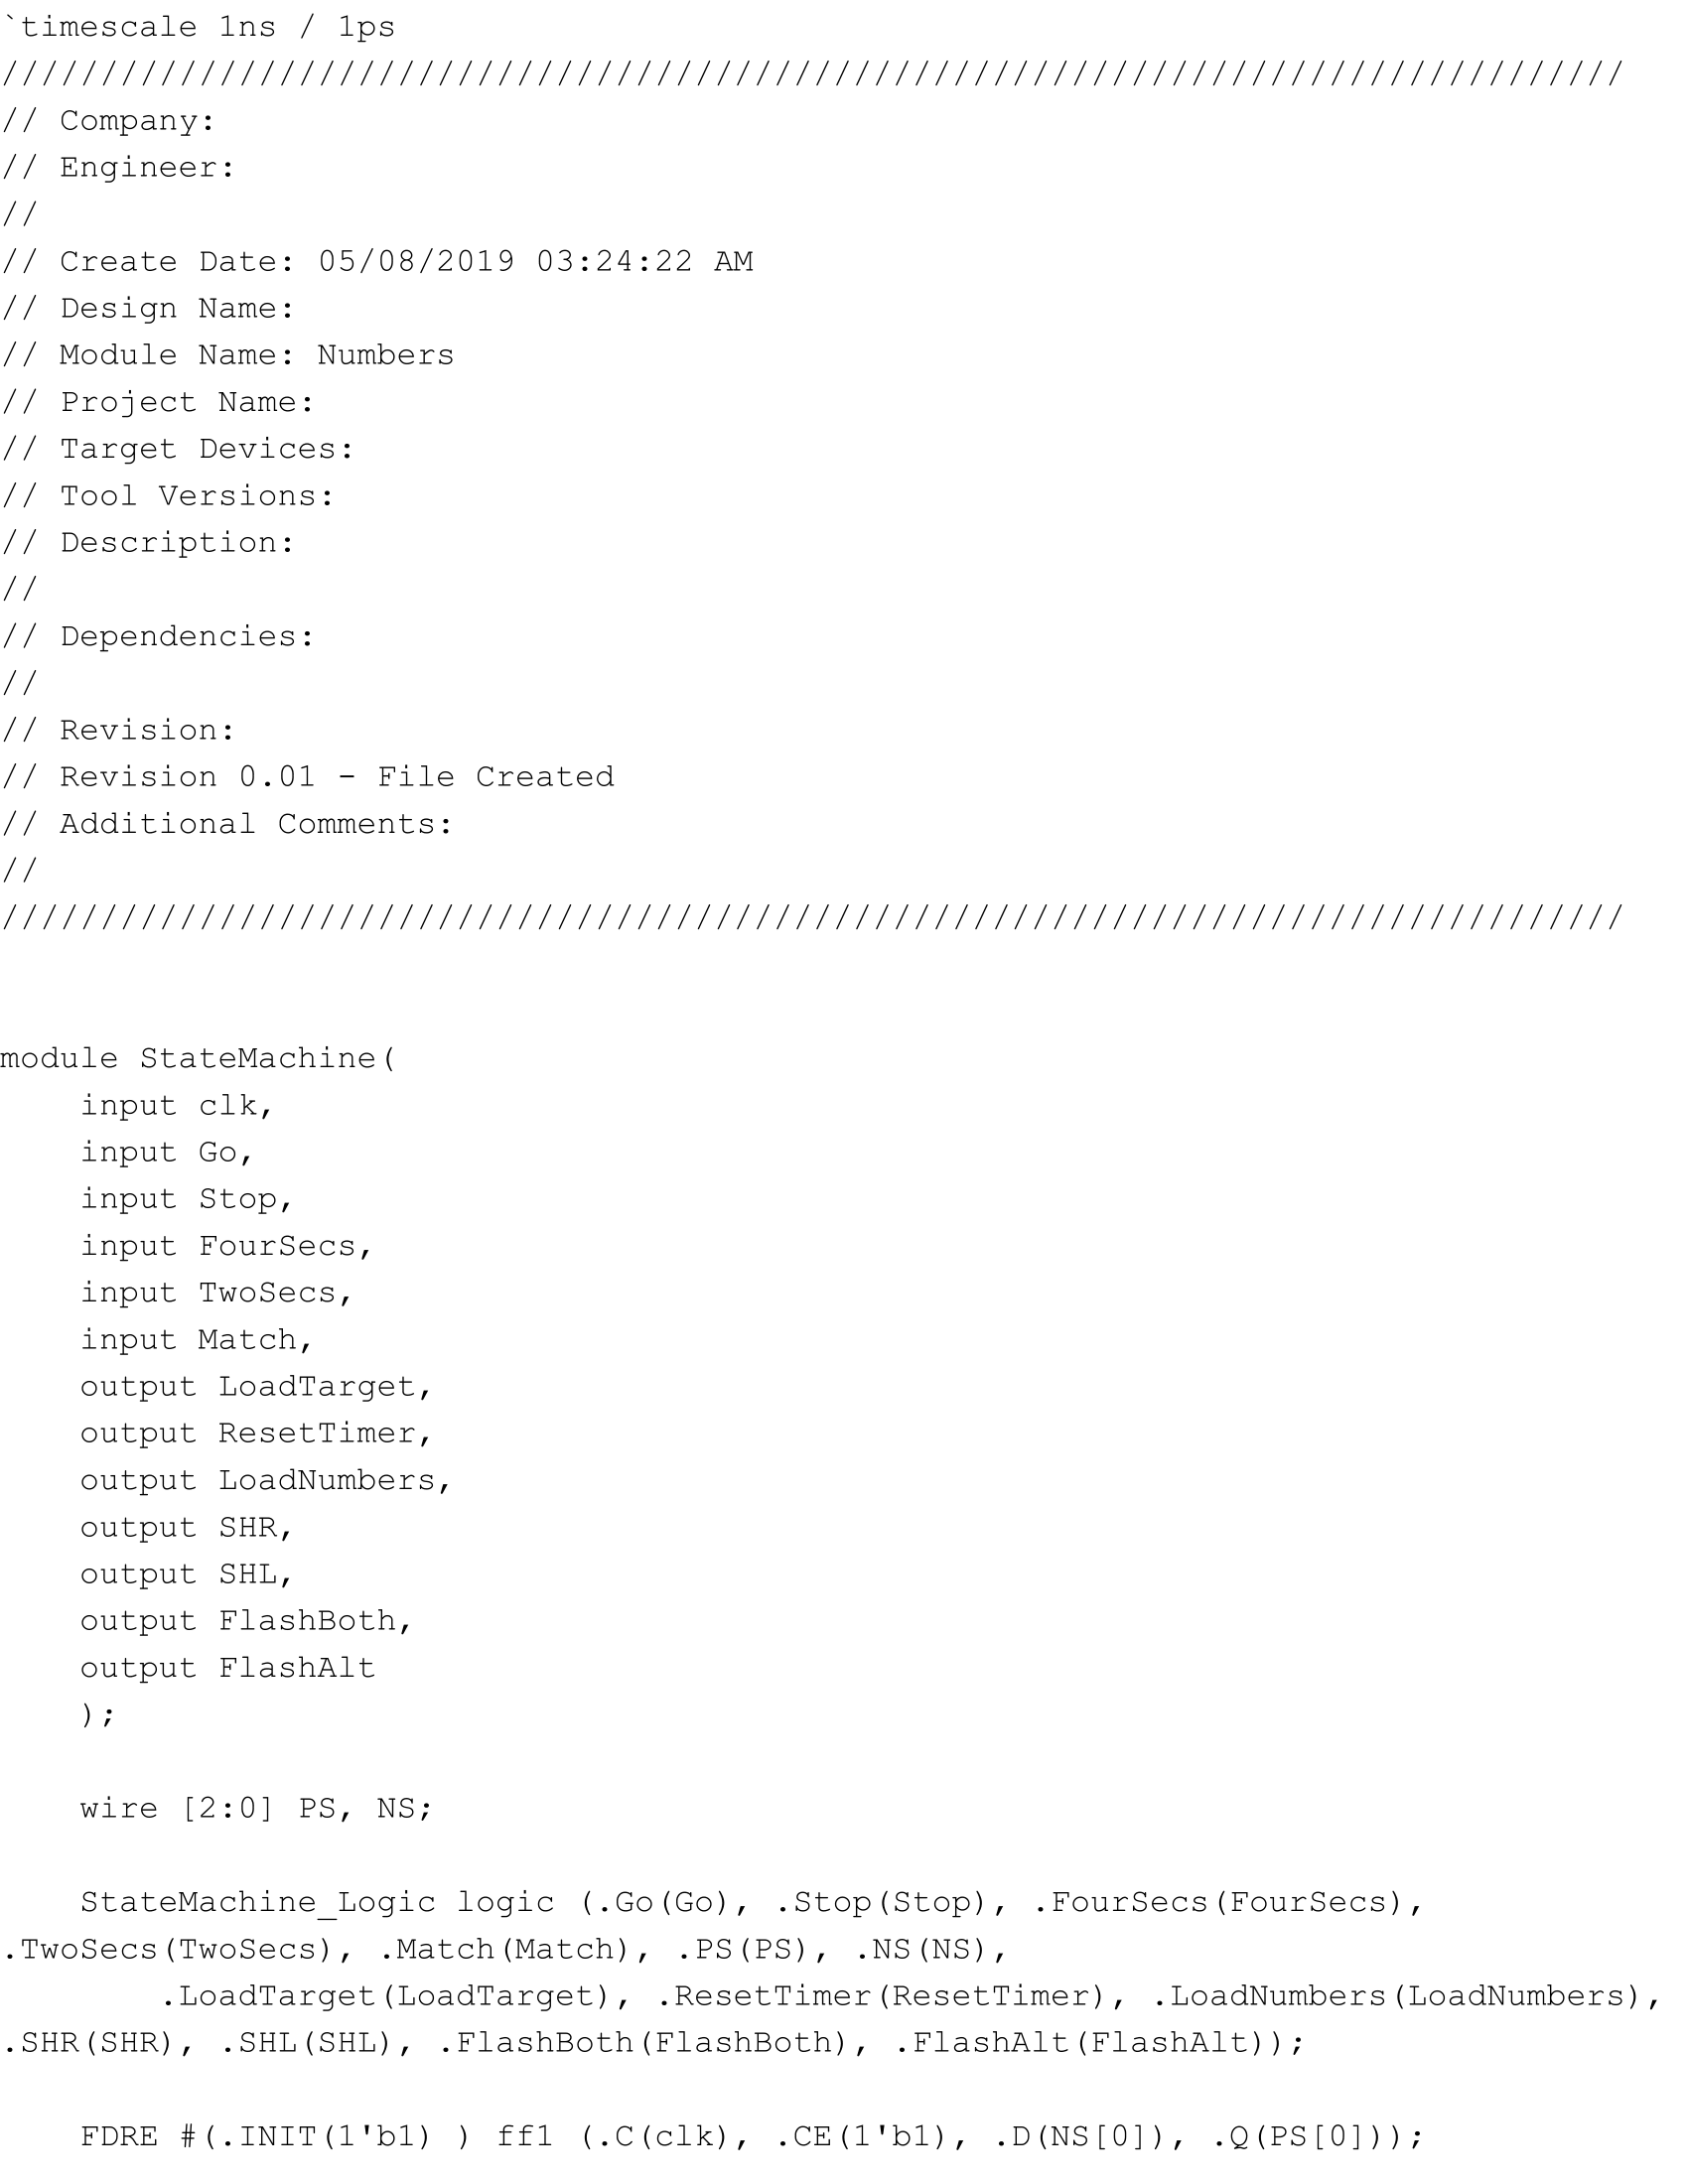 `timescale 1ns / 1ps
//////////////////////////////////////////////////////////////////////////////////
// Company:
// Engineer:
//
// Create Date: 05/08/2019 03:24:22 AM
// Design Name:
// Module Name: Numbers
// Project Name:
// Target Devices:
// Tool Versions:
// Description:
//
// Dependencies:
//
// Revision:
// Revision 0.01 - File Created
// Additional Comments:
//
//////////////////////////////////////////////////////////////////////////////////
module StateMachine(
    input clk,
    input Go,
    input Stop,
    input FourSecs,
    input TwoSecs,
    input Match,
    output LoadTarget,
    output ResetTimer,
    output LoadNumbers,
    output SHR,
    output SHL,
    output FlashBoth,
    output FlashAlt
    );
    wire [2:0] PS, NS;
    StateMachine_Logic logic (.Go(Go), .Stop(Stop), .FourSecs(FourSecs),
.TwoSecs(TwoSecs), .Match(Match), .PS(PS), .NS(NS),
        .LoadTarget(LoadTarget), .ResetTimer(ResetTimer), .LoadNumbers(LoadNumbers),
.SHR(SHR), .SHL(SHL), .FlashBoth(FlashBoth), .FlashAlt(FlashAlt));
    FDRE #(.INIT(1'b1) ) ff1 (.C(clk), .CE(1'b1), .D(NS[0]), .Q(PS[0]));